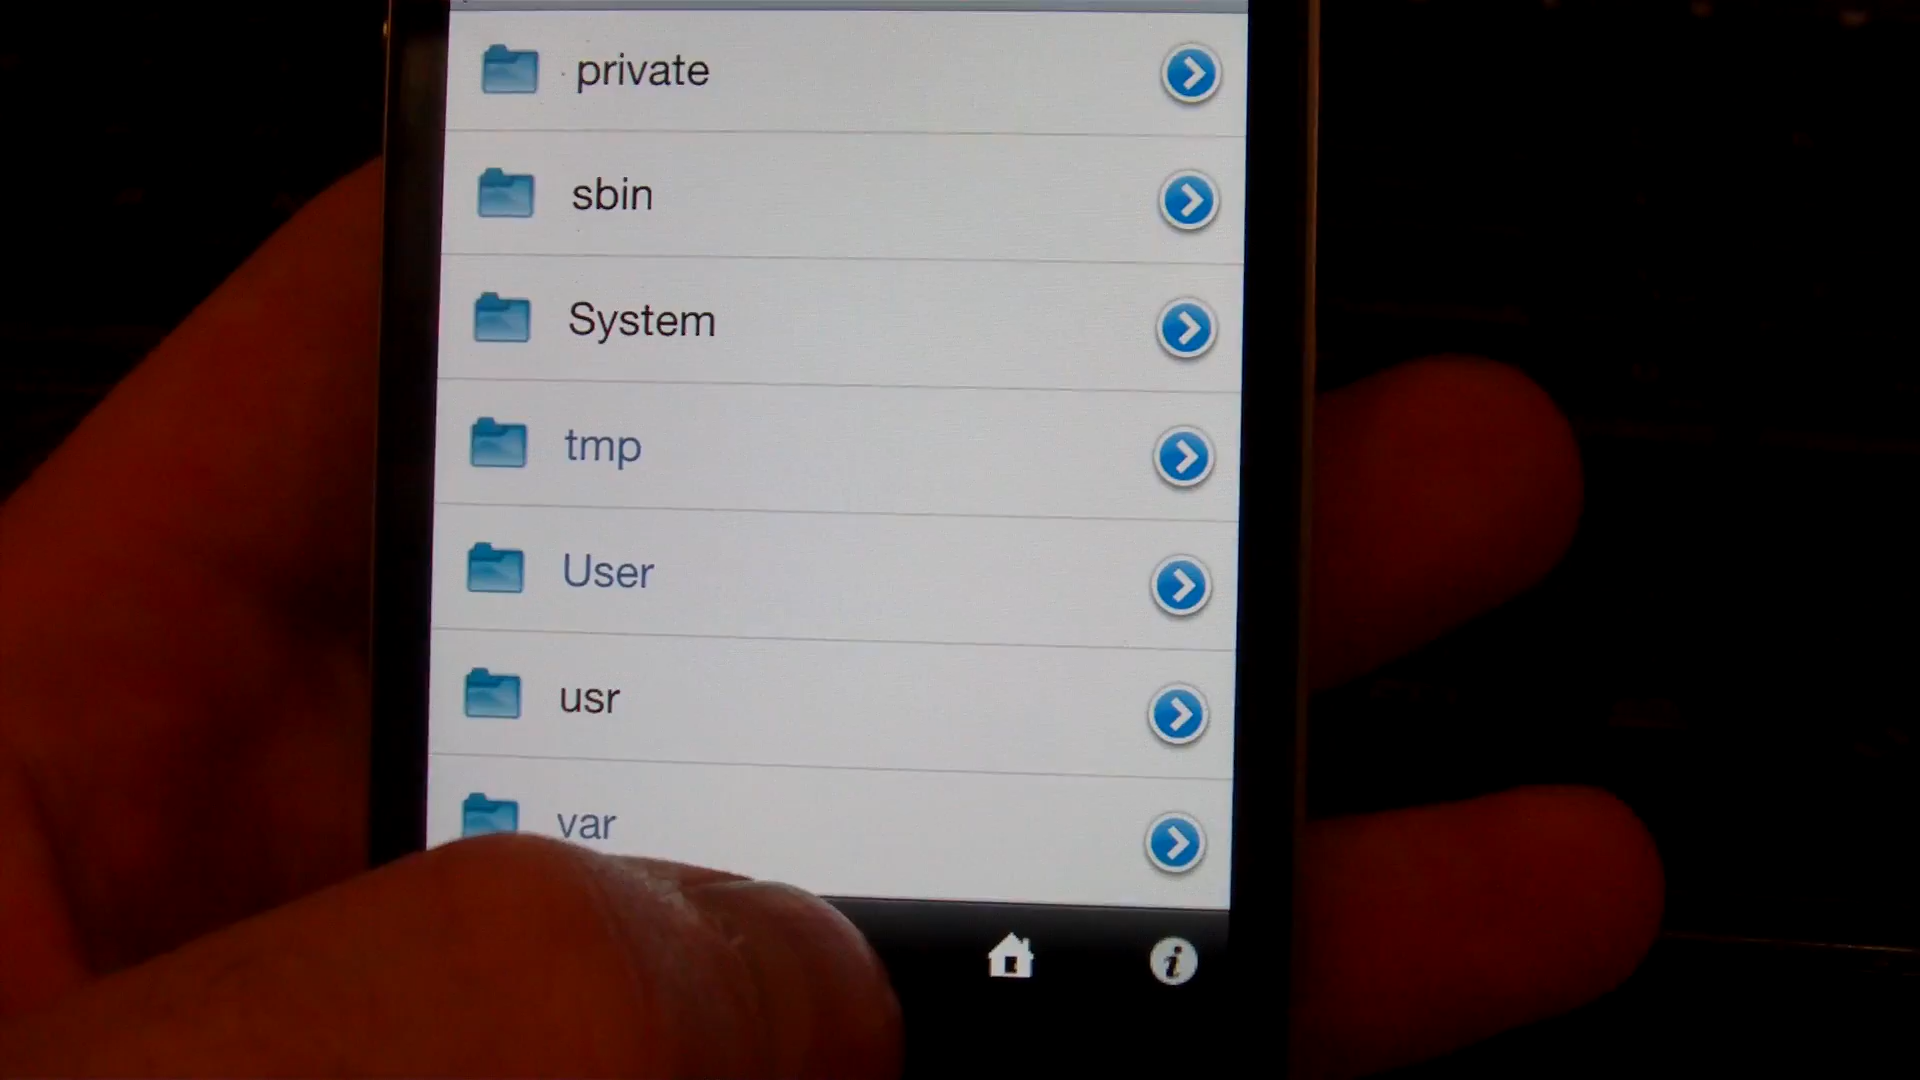 private
sbin
System
tmp
User
usr
var